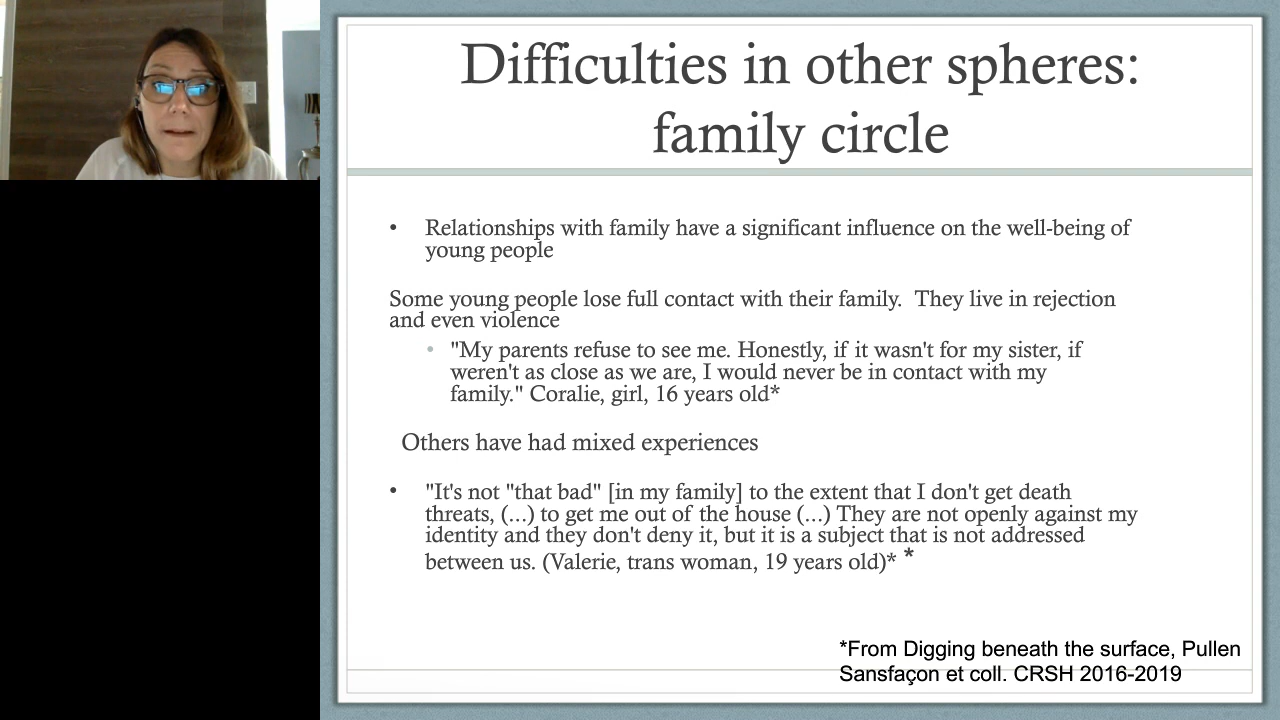 Difficulties in other spheres:
family circle
• Relationships with family have a significant influence on the well-being of
young people
Some young people lose full contact with their family.  They live in rejection
and even violence
• "My parents refuse to see me. Honestly, if it wasn't for my sister, if
weren't as close as we are, I would never be in contact with my
family." Coralie, girl, 16 years old*
Others have had mixed experiences
• "It's not "that bad" [in my family] to the extent that I don't get death
threats, (...) to get me out of the house (...) They are not openly against my
identity and they don't deny it, but it is a subject that is not addressed
between us. (Valerie, trans woman, 19 years old)* *
*From Digging beneath the surface, Pullen
Sansfaçon et coll. CRSH 2016-2019